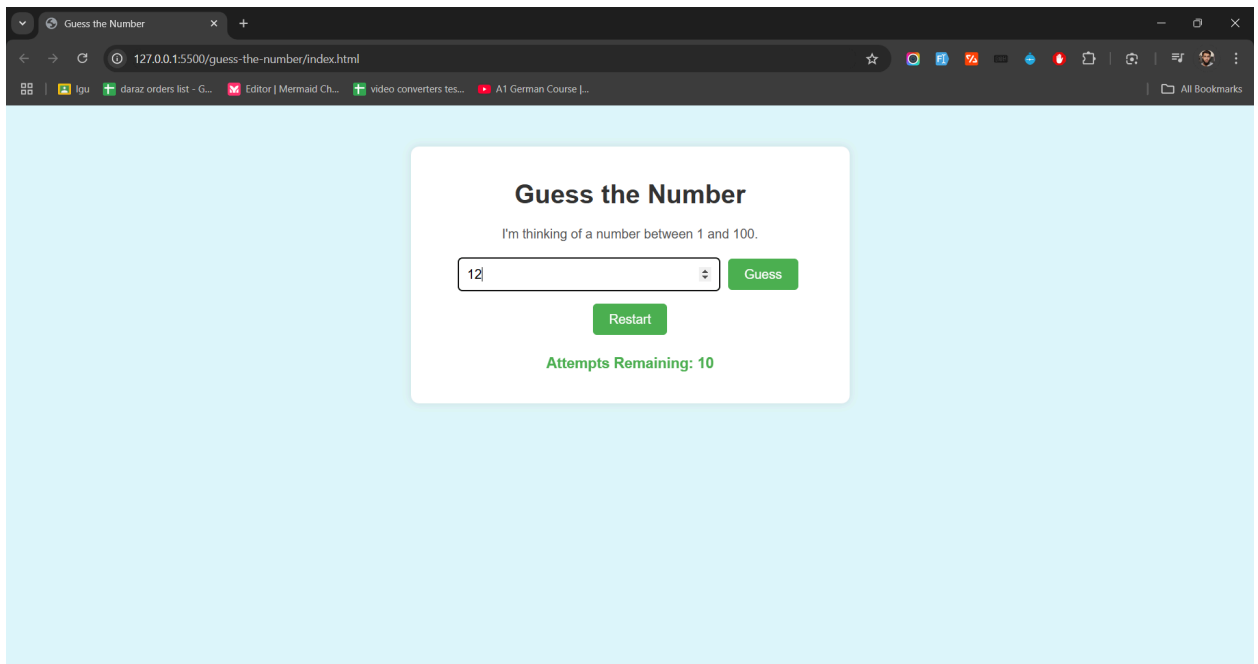 Guess the Number
127.0.0.1:5500/guess-the-number/index.html
Igu daraz orders list - G... Editor | Mermaid Ch... video converters tes... A1 German Course |... All Bookmarks
Guess the Number
I'm thinking of a number between 1 and 100.
12 Guess
Restart
Attempts Remaining: 10